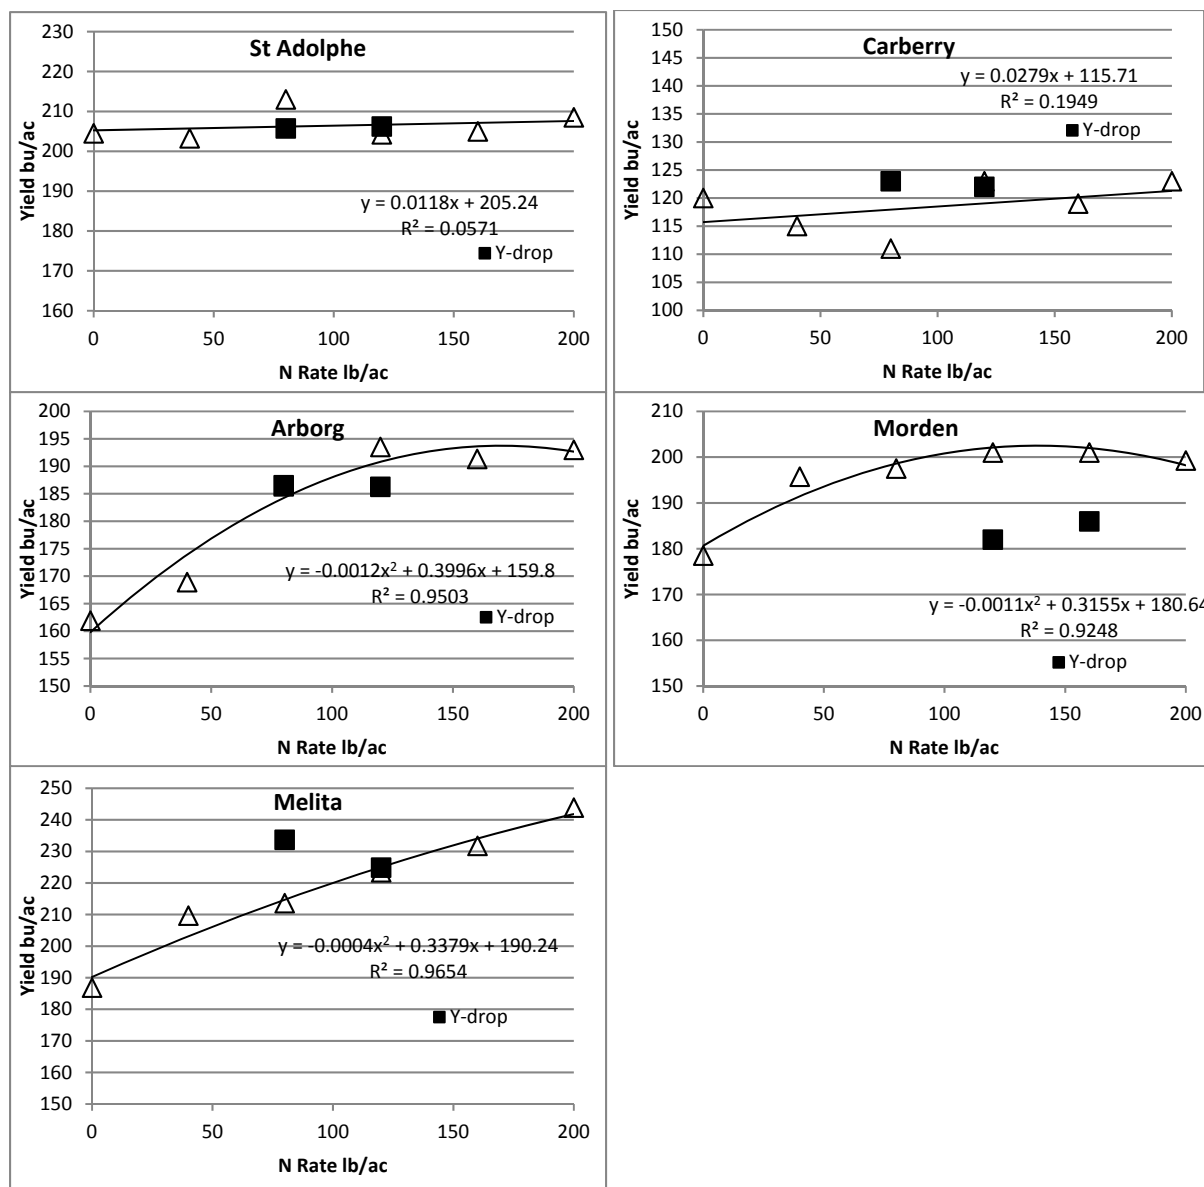 St Adolphe
Yield bu/ac
230
220
210
200
190
180
170
160
y = 0.0118x + 205.24
R² = 0.0571
Y-drop
0 50 100 150 200
N Rate lb/ac
Carberry
Yield bu/ac
150
145
140
135
130
125
120
115
110
105
100
y = 0.0279x + 115.71
R² = 0.1949
Y-drop
0 50 100 150 200
N Rate lb/ac
Arborg
Yield bu/ac
200
195
190
185
180
175
170
165
160
155
150
y = -0.0012x² + 0.3996x + 159.8
R² = 0.9503
Y-drop
0 50 100 150 200
N Rate lb/ac
Morden
Yield bu/ac
210
200
190
180
170
160
150
y = -0.0011x² + 0.3155x + 180.64
R² = 0.9248
Y-drop
0 50 100 150 200
N Rate lb/ac
Melita
Yield bu/ac
250
240
230
220
210
200
190
180
170
160
150
y = -0.0004x² + 0.3379x + 190.24
R² = 0.9654
Y-drop
0 50 100 150 200
N Rate lb/ac